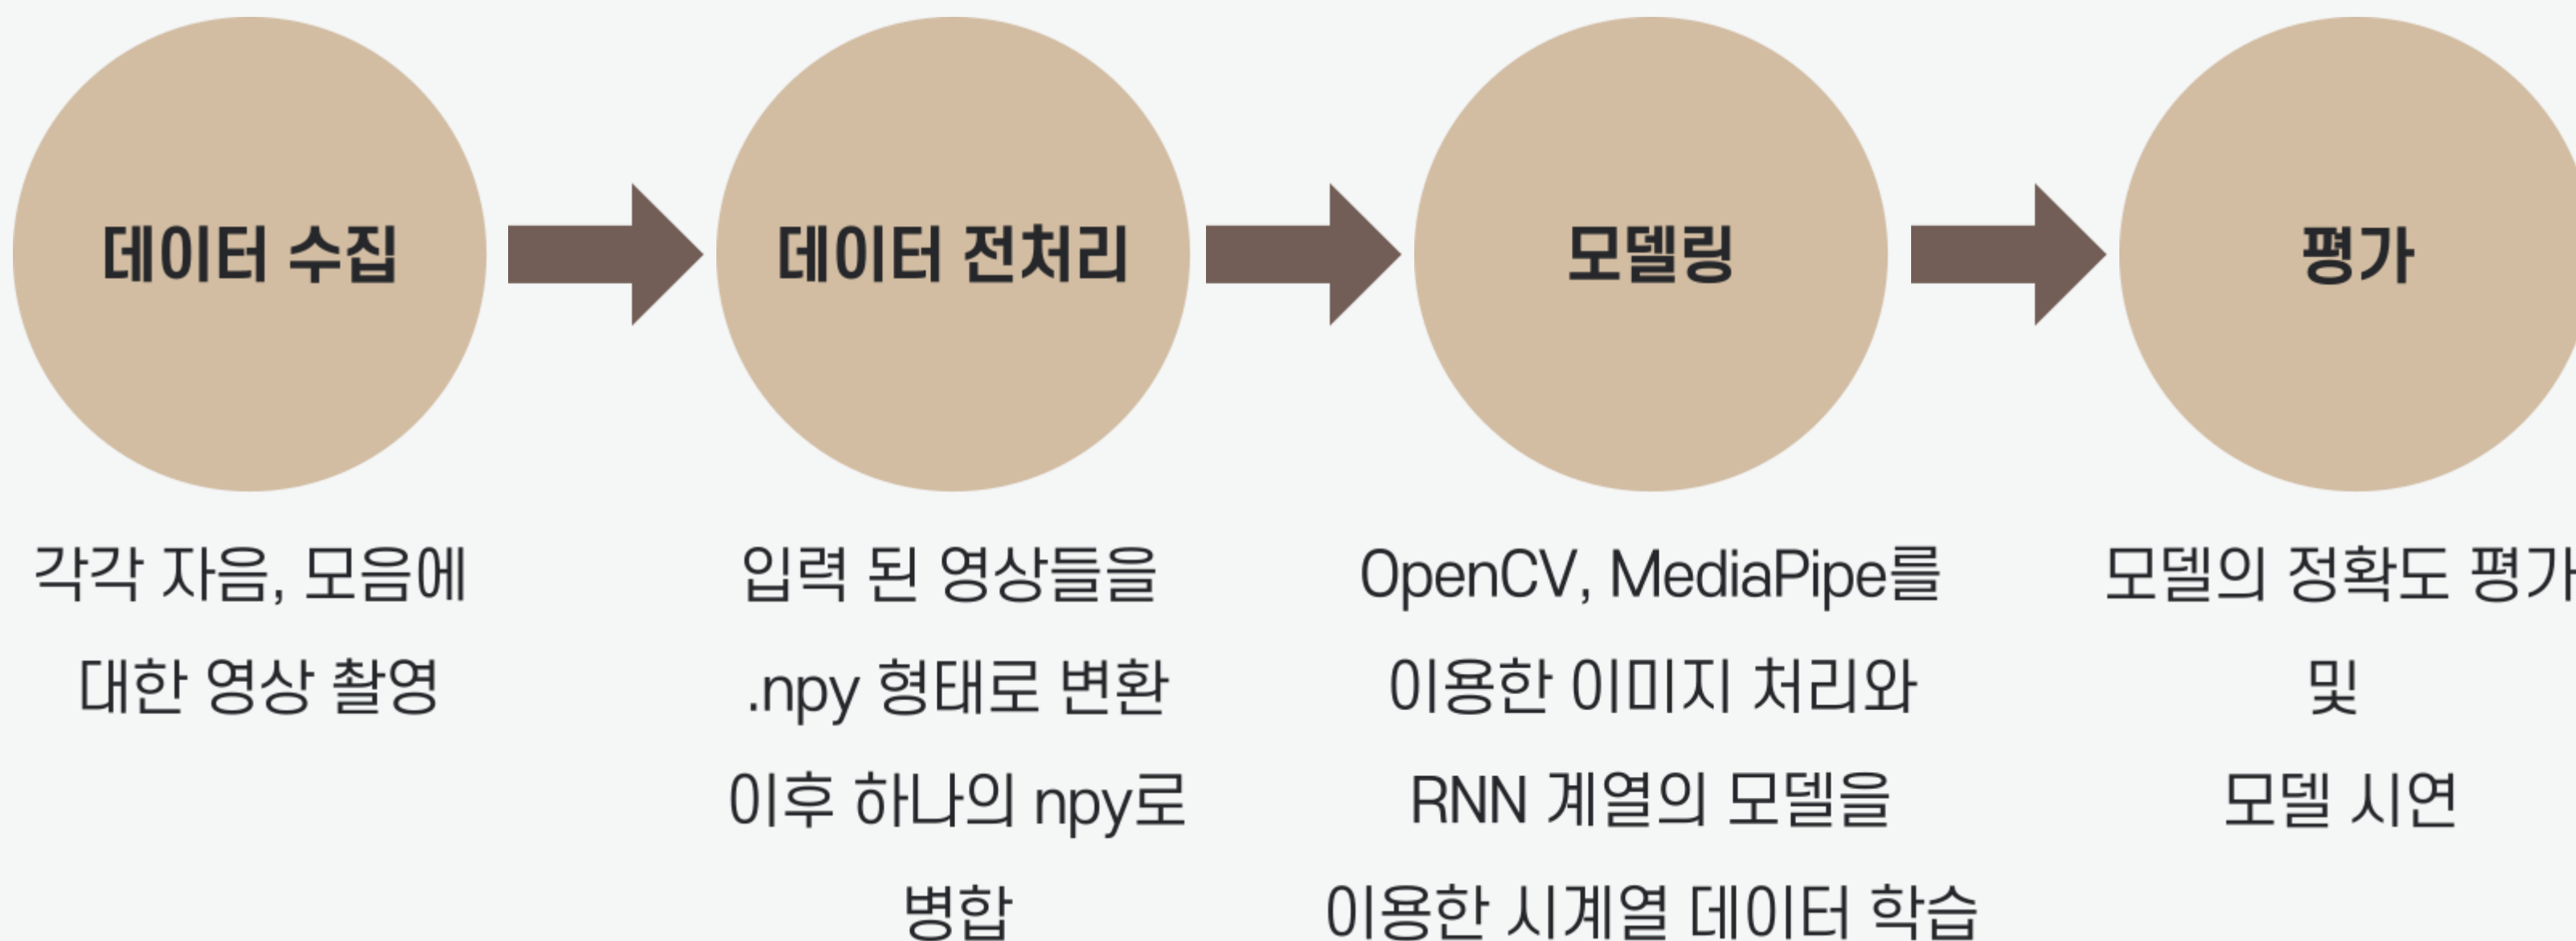 데이터 수집
데이터 전처리
모델링
평가
각각 자음, 모음에
대한 영상 촬영
입력 된 영상들을
.npy 형태로 변환
이후 하나의 npy로
병합
OpenCV, MediaPipe를
이용한 이미지 처리와
RNN 계열의 모델을
이용한 시계열 데이터 학습
모델의 정확도 평가
및
모델 시연